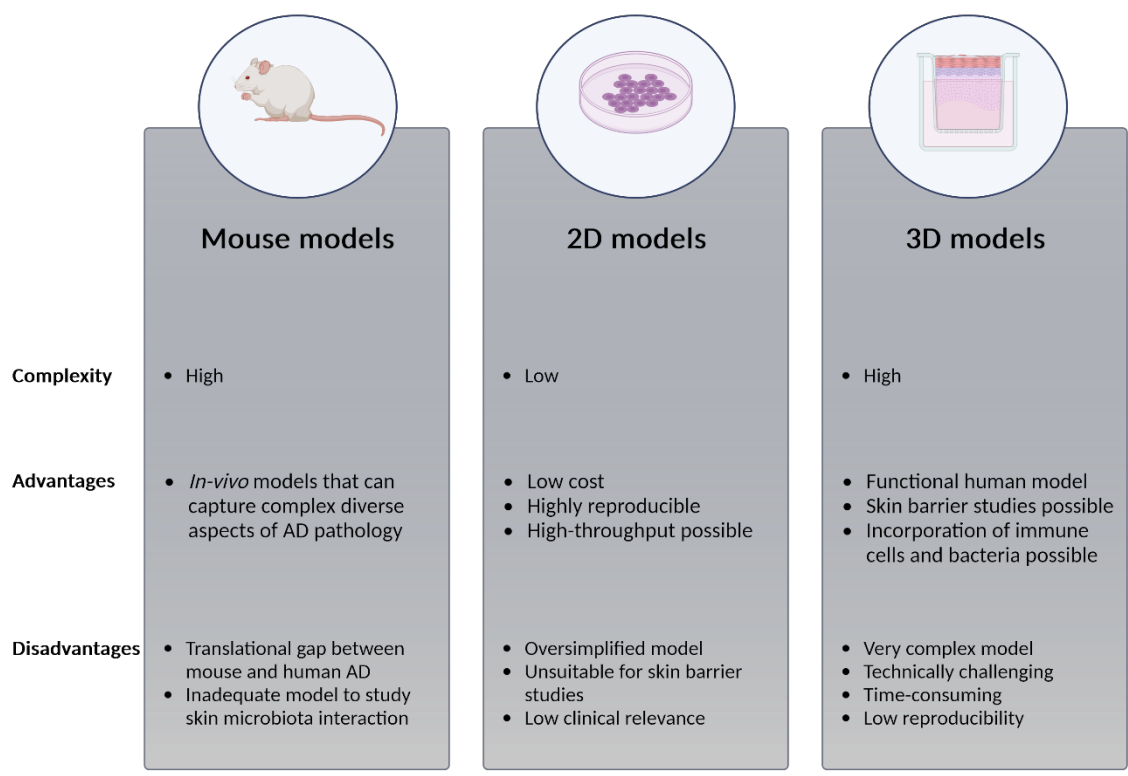 Mouse models
2D models
3D models
Complexity
• High
• Low
• High
Advantages
• In-vivo models that can
capture complex diverse
aspects of AD pathology
• Low cost
• Highly reproducible
• High-throughput possible
• Functional human model
• Skin barrier studies possible
• Incorporation of immune
cells and bacteria possible
Disadvantages
• Translational gap between
mouse and human AD
• Inadequate model to study
skin microbiota interaction
• Oversimplified model
• Unsuitable for skin barrier
studies
• Low clinical relevance
• Very complex model
• Technically challenging
• Time-consuming
• Low reproducibility